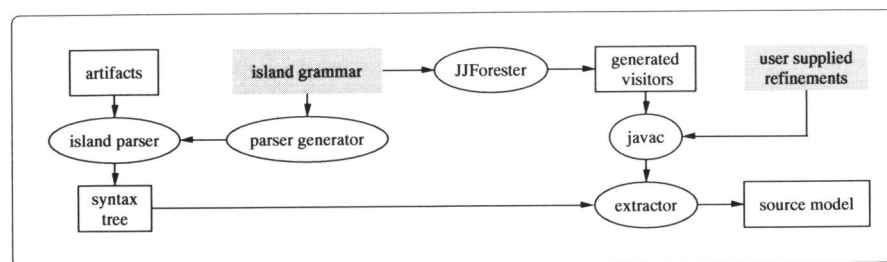 artifacts
island grammar
JJForester
generated
visitors
user supplied
refinements
island parser
parser generator
javac
syntax
tree
extractor
source model